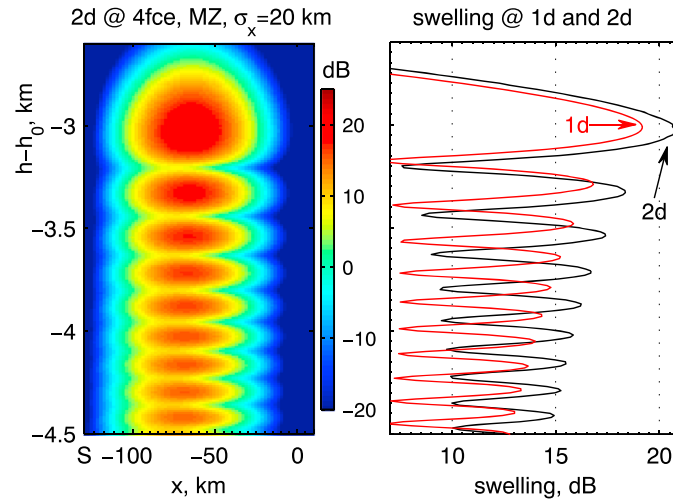 2d @ 4fce, MZ, σx=20 km
swelling @ 1d and 2d
dB
20
10
0
-10
-20
h-h0, km
-3
-3.5
-4
-4.5
S -100 -50 0
x, km
1d
2d
10 15 20
swelling, dB